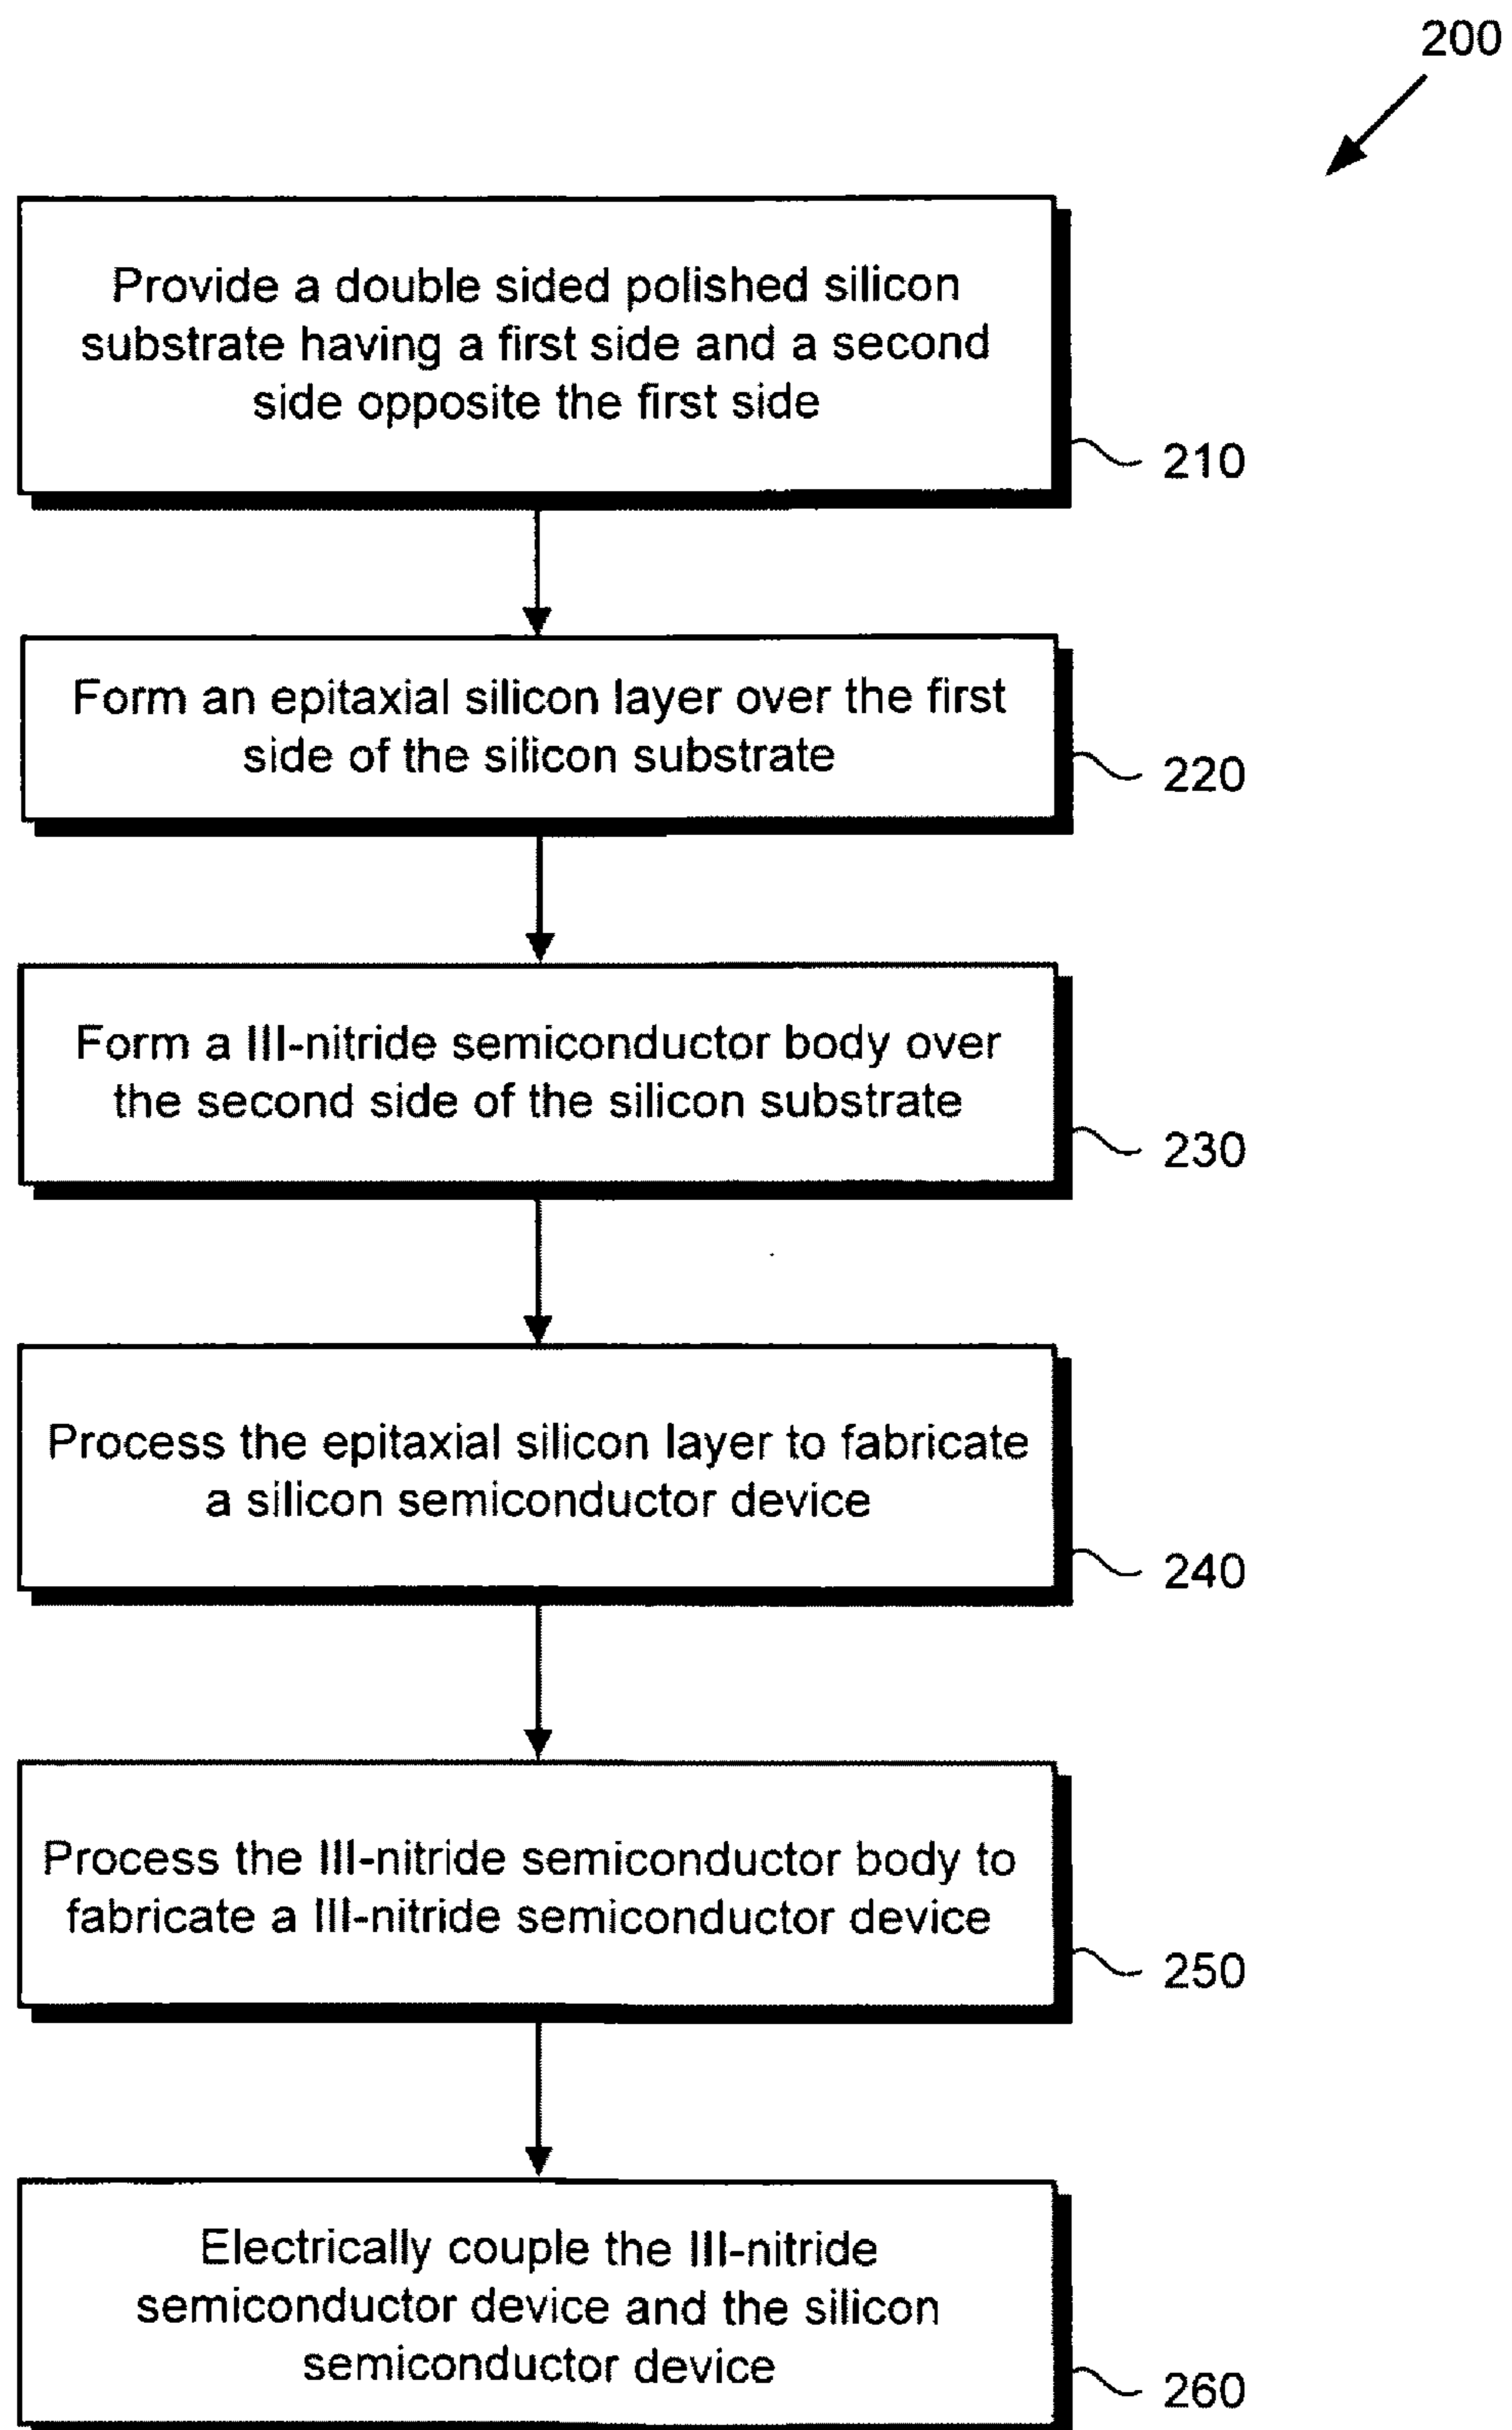 200
Provide a double sided polished silicon
substrate having a first side and a second
side opposite the first side
210
Form an epitaxial silicon layer over the first
side of the silicon substrate
220
Form a III-nitride semiconductor body over
the second side of the silicon substrate
230
Process the epitaxial silicon layer to fabricate
a silicon semiconductor device
240
Process the III-nitride semiconductor body to
fabricate a III-nitride semiconductor device
250
Electrically couple the III-nitride
semiconductor device and the silicon
semiconductor device
260